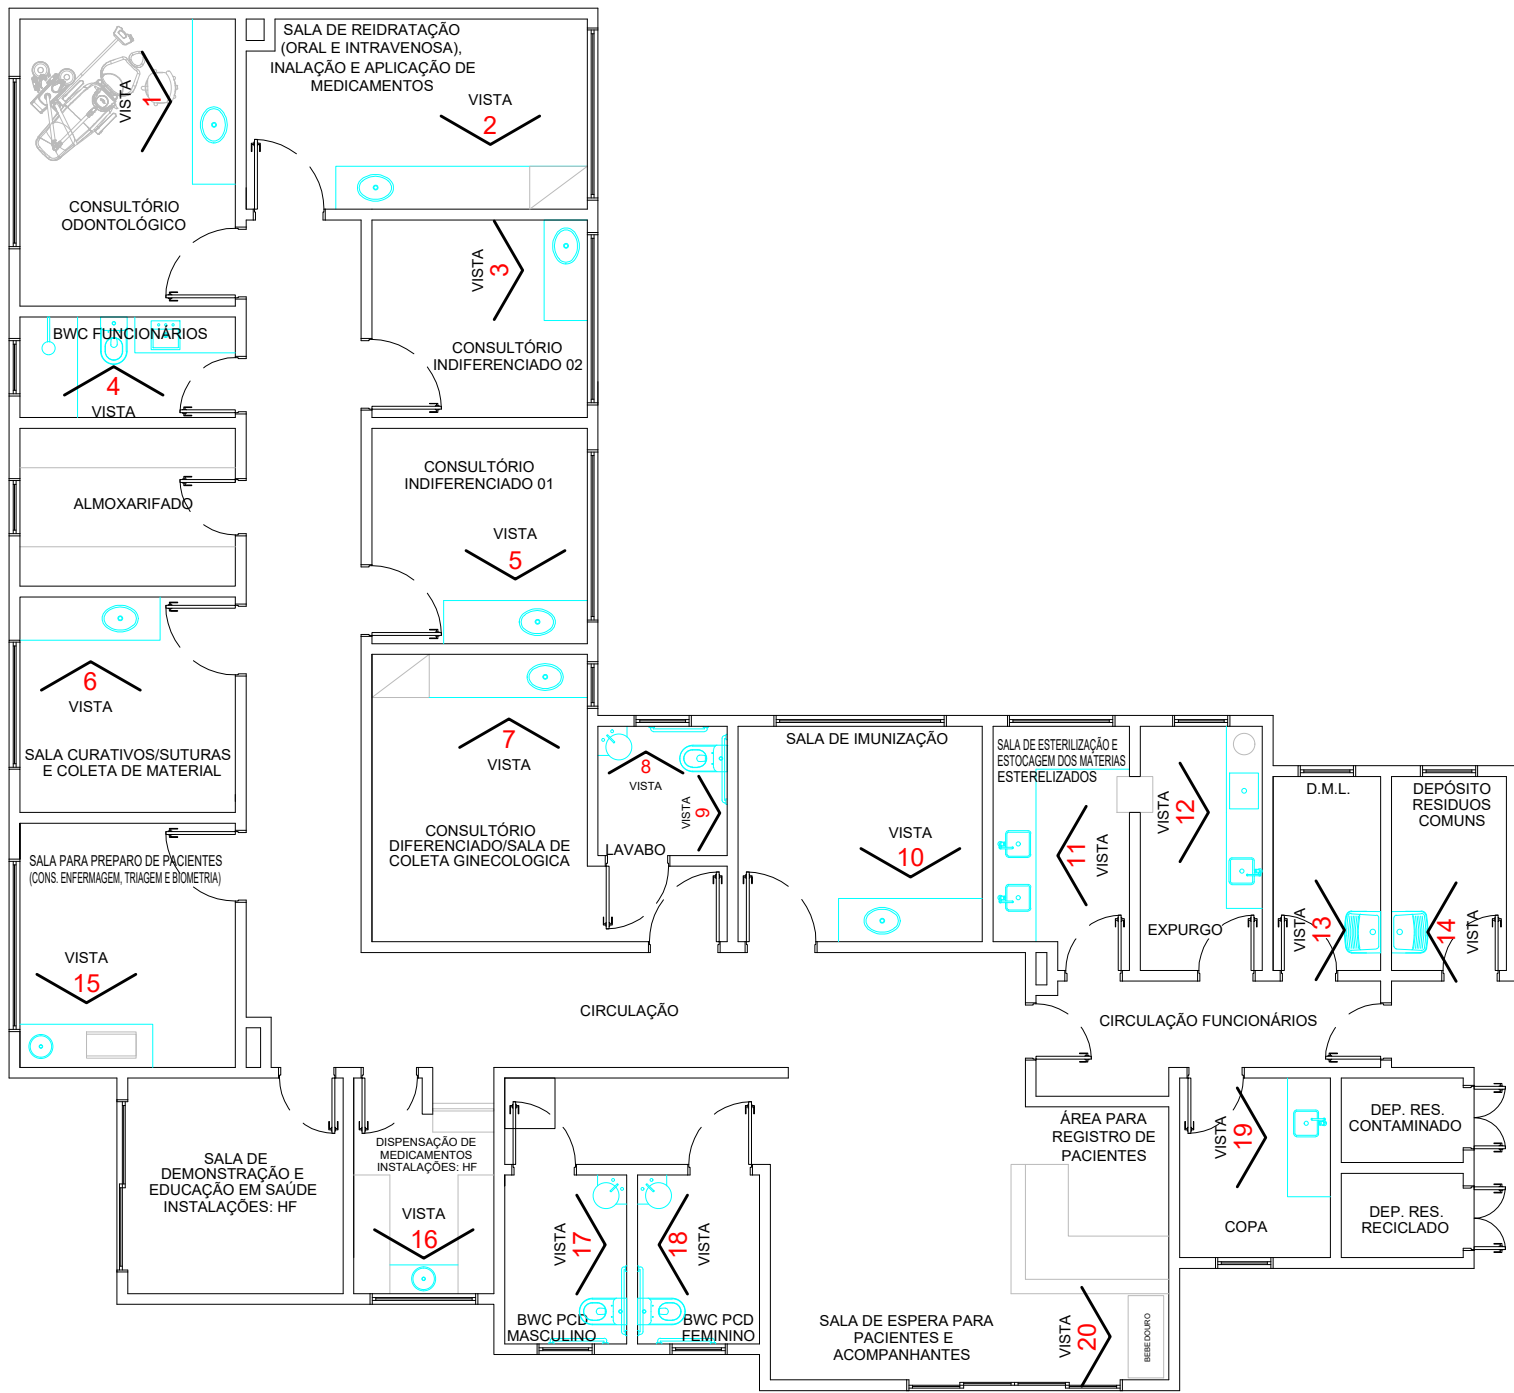 SALA DE REIDRATAÇÃO
(ORAL E INTRAVENOSA),
INALAÇÃO E APLICAÇÃO DE
MEDICAMENTOS
VISTA
1
VISTA
2
CONSULTÓRIO
ODONTOLÓGICO
VISTA
3
CONSULTÓRIO
INDIFERENCIADO 02
BWC FUNCIONÁRIOS
4
VISTA
CONSULTÓRIO
INDIFERENCIADO 01
VISTA
5
ALMOXARIFADO
6
VISTA
SALA CURATIVOS/SUTURAS
E COLETA DE MATERIAL
7
VISTA
CONSULTÓRIO
DIFERENCIADO/SALA DE
COLETA GINECOLOGICA
8
VISTA
VISTA
9
LAVABO
SALA DE IMUNIZAÇÃO
VISTA
10
SALA DE ESTERILIZAÇÃO E
ESTOCAGEM DOS MATERIAS
ESTERELIZADOS
11
VISTA
VISTA
12
EXPURGO
D.M.L.
VISTA
13
DEPÓSITO
RESIDUOS
COMUNS
14
VISTA
SALA PARA PREPARO DE PACIENTES
(CONS. ENFERMAGEM, TRIAGEM E BIOMETRIA)
VISTA
15
CIRCULAÇÃO
CIRCULAÇÃO FUNCIONÁRIOS
SALA DE
DEMONSTRAÇÃO E
EDUCAÇÃO EM SAÚDE
INSTALAÇÕES: HF
DISPENSAÇÃO DE
MEDICAMENTOS
INSTALAÇÕES: HF
VISTA
16
VISTA
17
BWC PCD
MASCULINO
18
VISTA
BWC PCD
FEMININO
ÁREA PARA
REGISTRO DE
PACIENTES
VISTA
19
COPA
DEP. RES.
CONTAMINADO
DEP. RES.
RECICLADO
SALA DE ESPERA PARA
PACIENTES E
ACOMPANHANTES
VISTA
20
BEBEDOURO